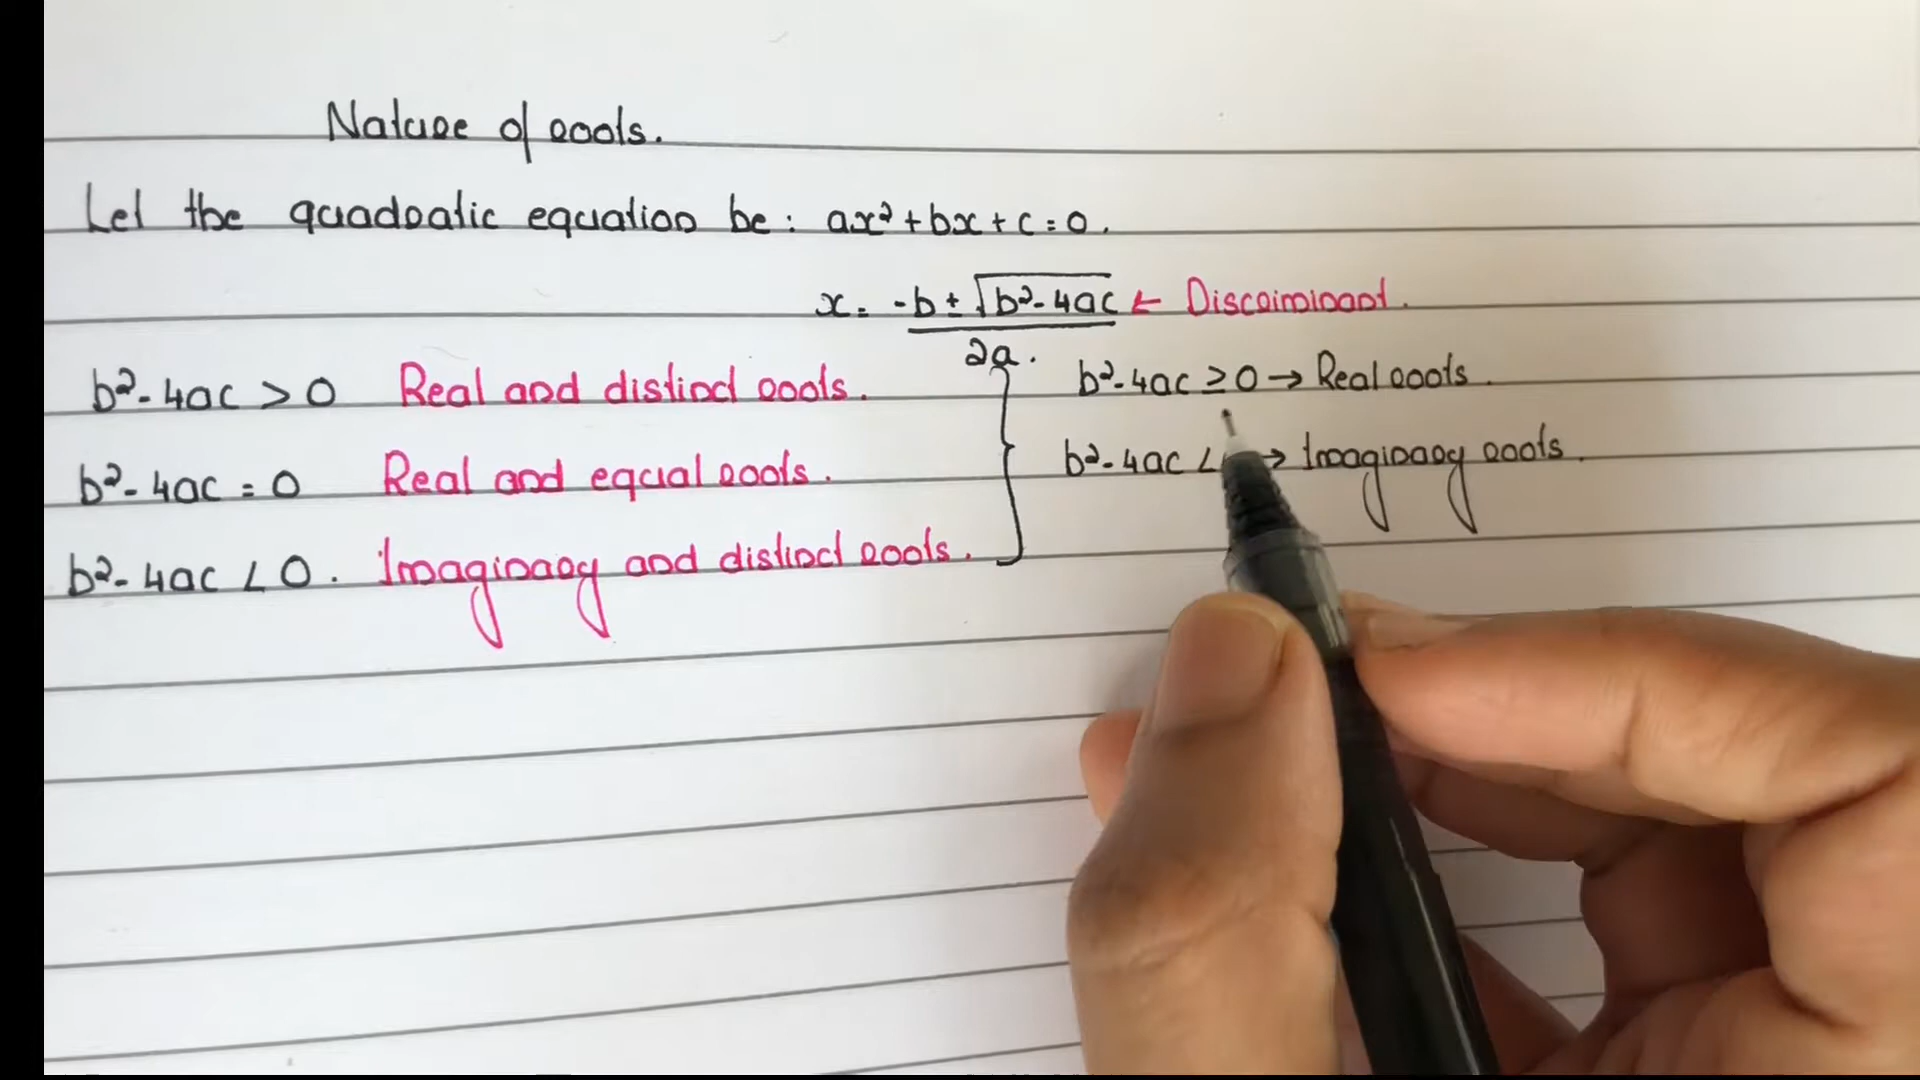 Nature of roots.
Let the quadratic equation be: ax²+bx+c=0.
x = -b ± √b²-4ac ← Discriminant.
2a.
b²-4ac > 0 Real and distinct roots.
b²-4ac = 0 Real and equal roots.
b²-4ac < 0. Imaginary and distinct roots.
b²-4ac ≥ 0 → Real roots.
b²-4ac < → Imaginary roots.